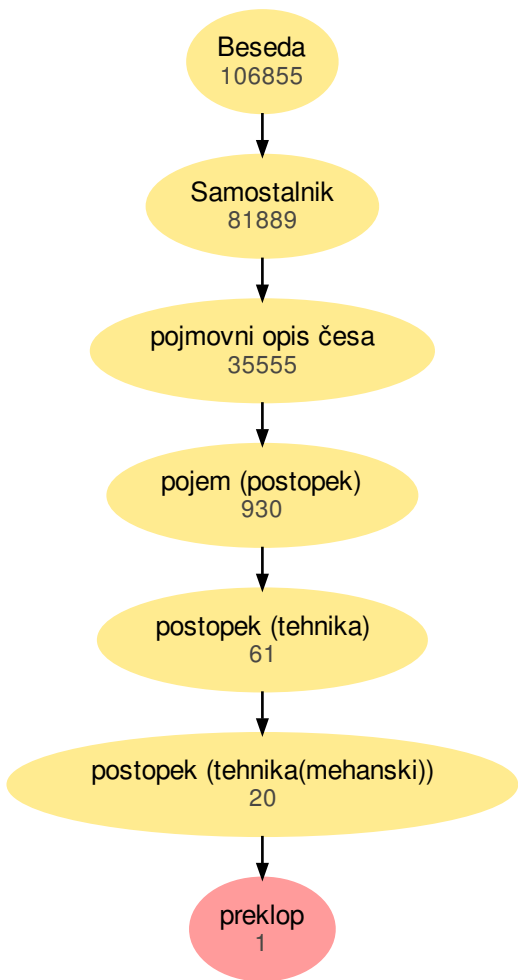 Beseda
106855
Samostalnik
81889
pojmovni opis česa
35555
pojem (postopek)
930
postopek (tehnika)
61
postopek (tehnika(mehanski))
20
preklop
1